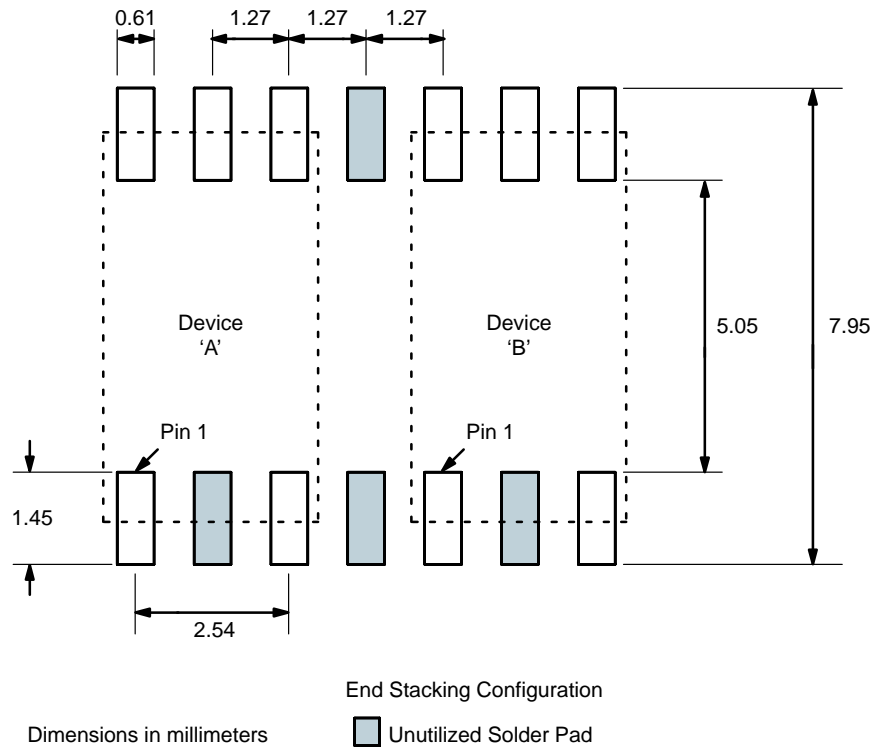 0.61
1.27
1.27
1.27
Device
‘A’
Device
‘B’
5.05
7.95
Pin 1
Pin 1
1.45
2.54
End Stacking Configuration
Dimensions in millimeters
Unutilized Solder Pad